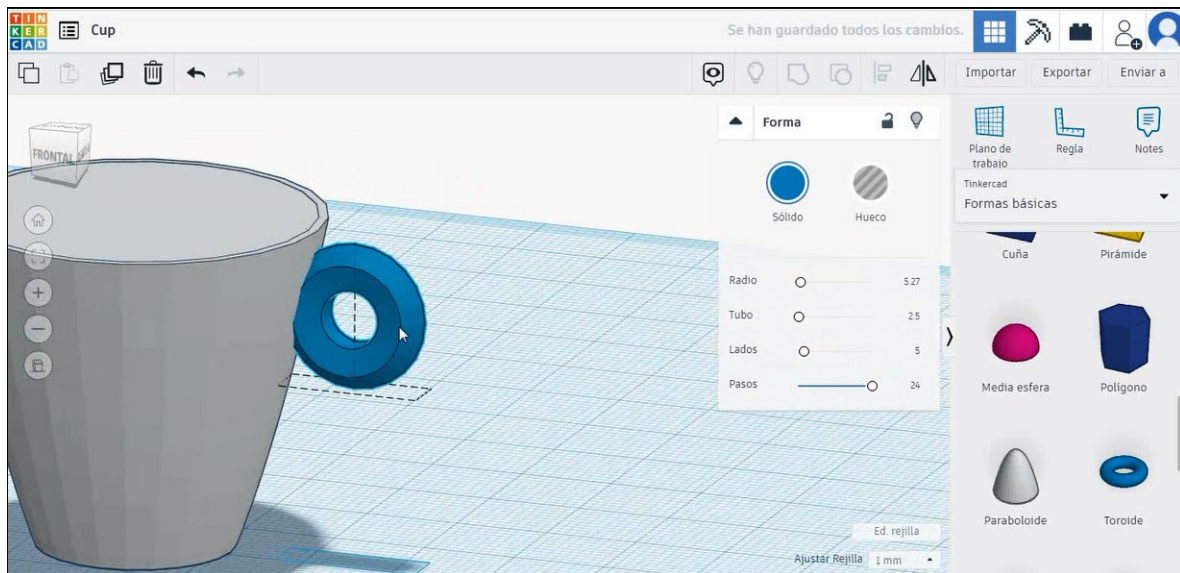 TIN
KER
CAD
Cup
Se han guardado todos los cambios.
Importar
Exportar
Enviar a
FRONTAL
Forma
Sólido
Hueco
Radio
5.27
Tubo
2.5
Lados
5
Pasos
24
Plano de
trabajo
Regla
Notes
Tinkercad
Formas básicas
Cuña
Pirámide
Media esfera
Polígono
Paraboloide
Toroide
Ed. rejilla
Ajustar Rejilla
1 mm